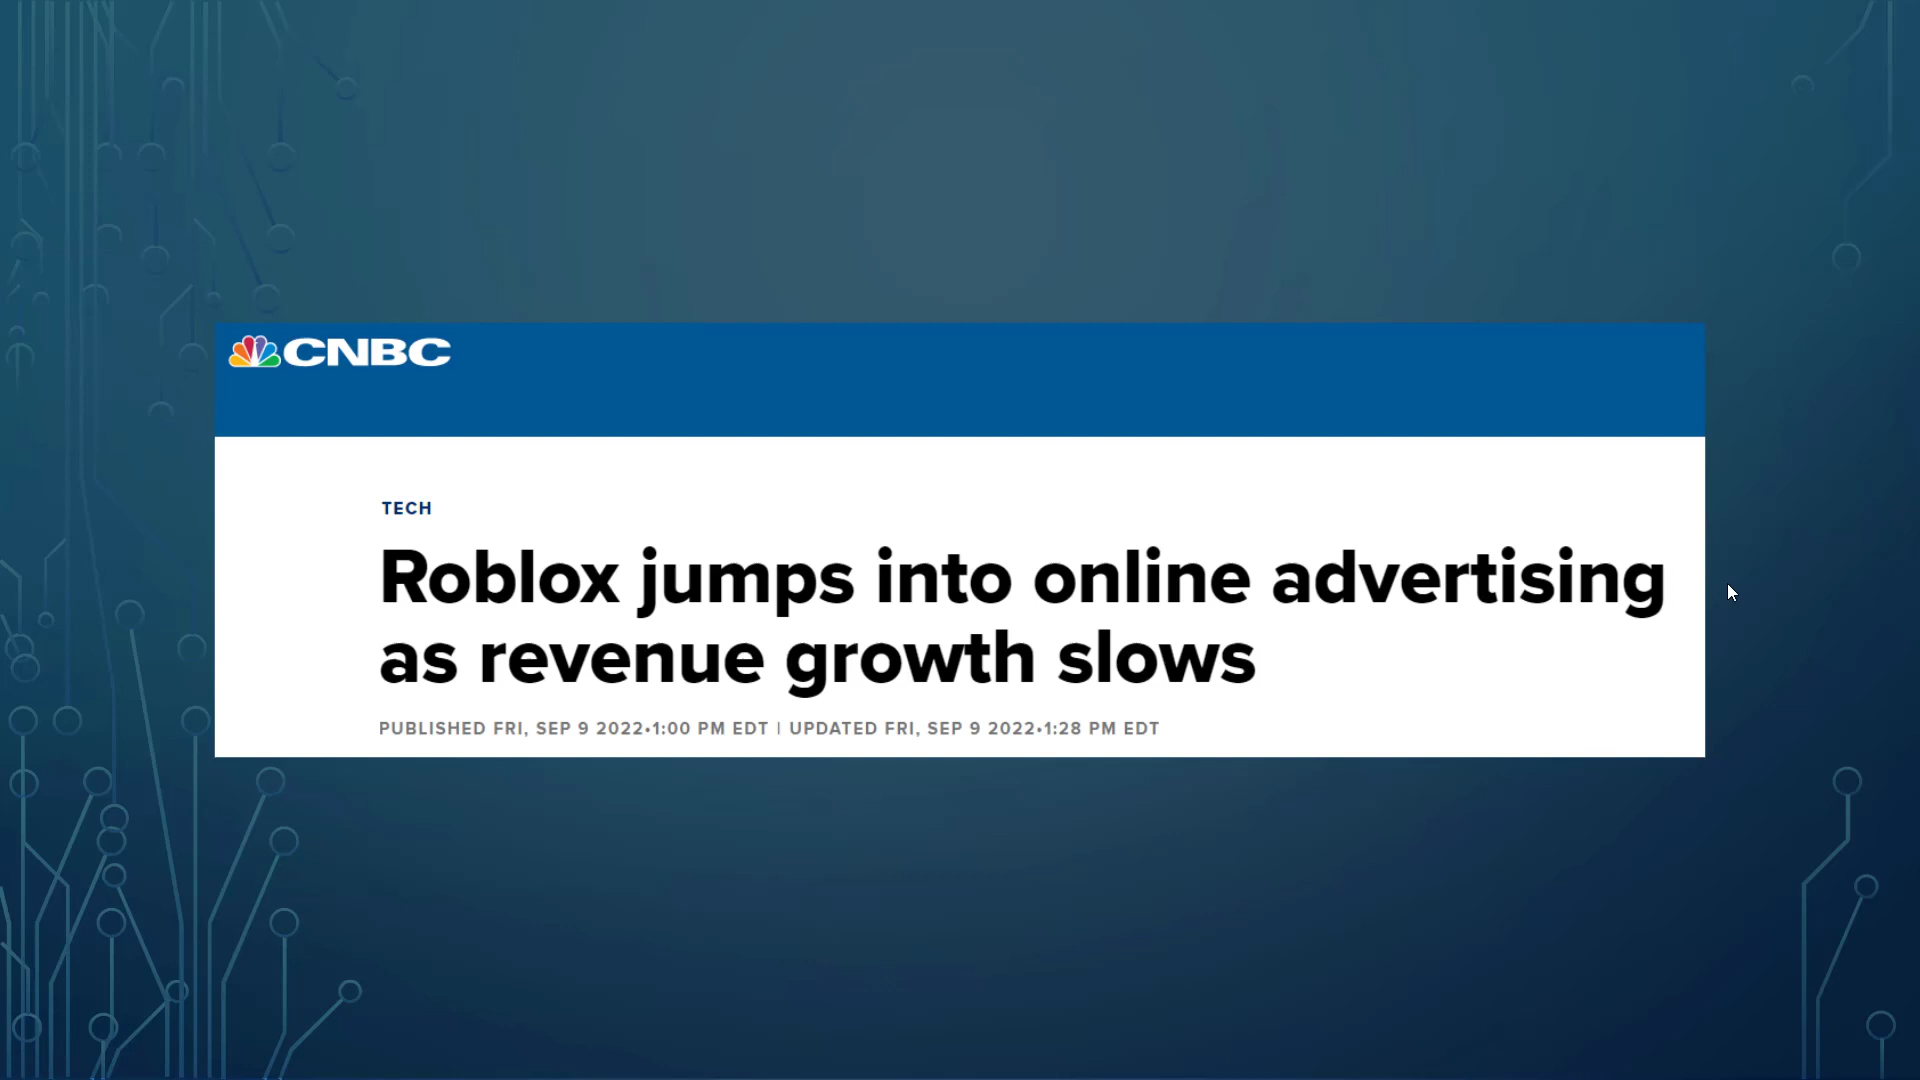 CNBC
TECH
Roblox jumps into online advertising
as revenue growth slows
PUBLISHED FRI, SEP 9 2022•1:00 PM EDT | UPDATED FRI, SEP 9 2022•1:28 PM EDT